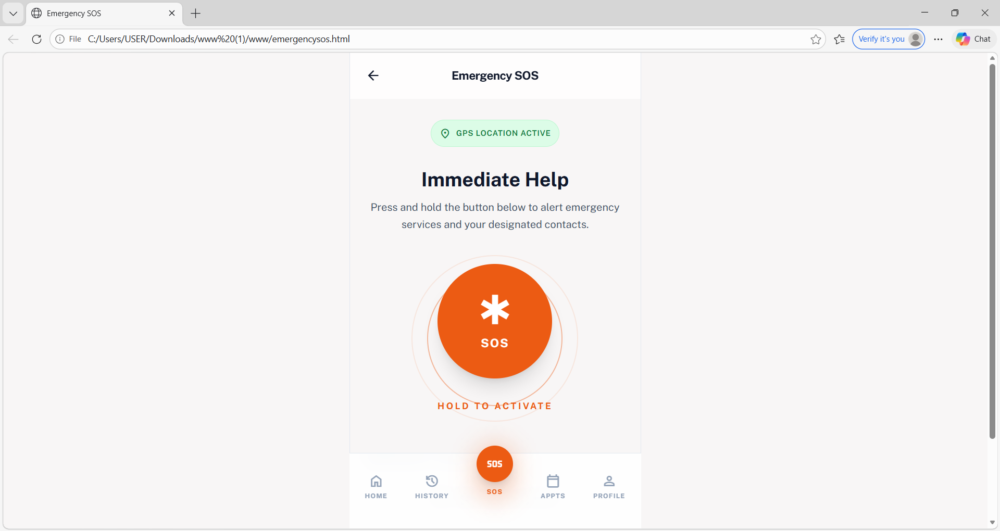 Emergency SOS
File C:/Users/USER/Downloads/www%20(1)/www/emergencysos.html
Verify it's you
Chat
Emergency SOS
GPS LOCATION ACTIVE
Immediate Help
Press and hold the button below to alert emergency
services and your designated contacts.
SOS
HOLD TO ACTIVATE
SOS
HOME HISTORY SOS APPTS PROFILE